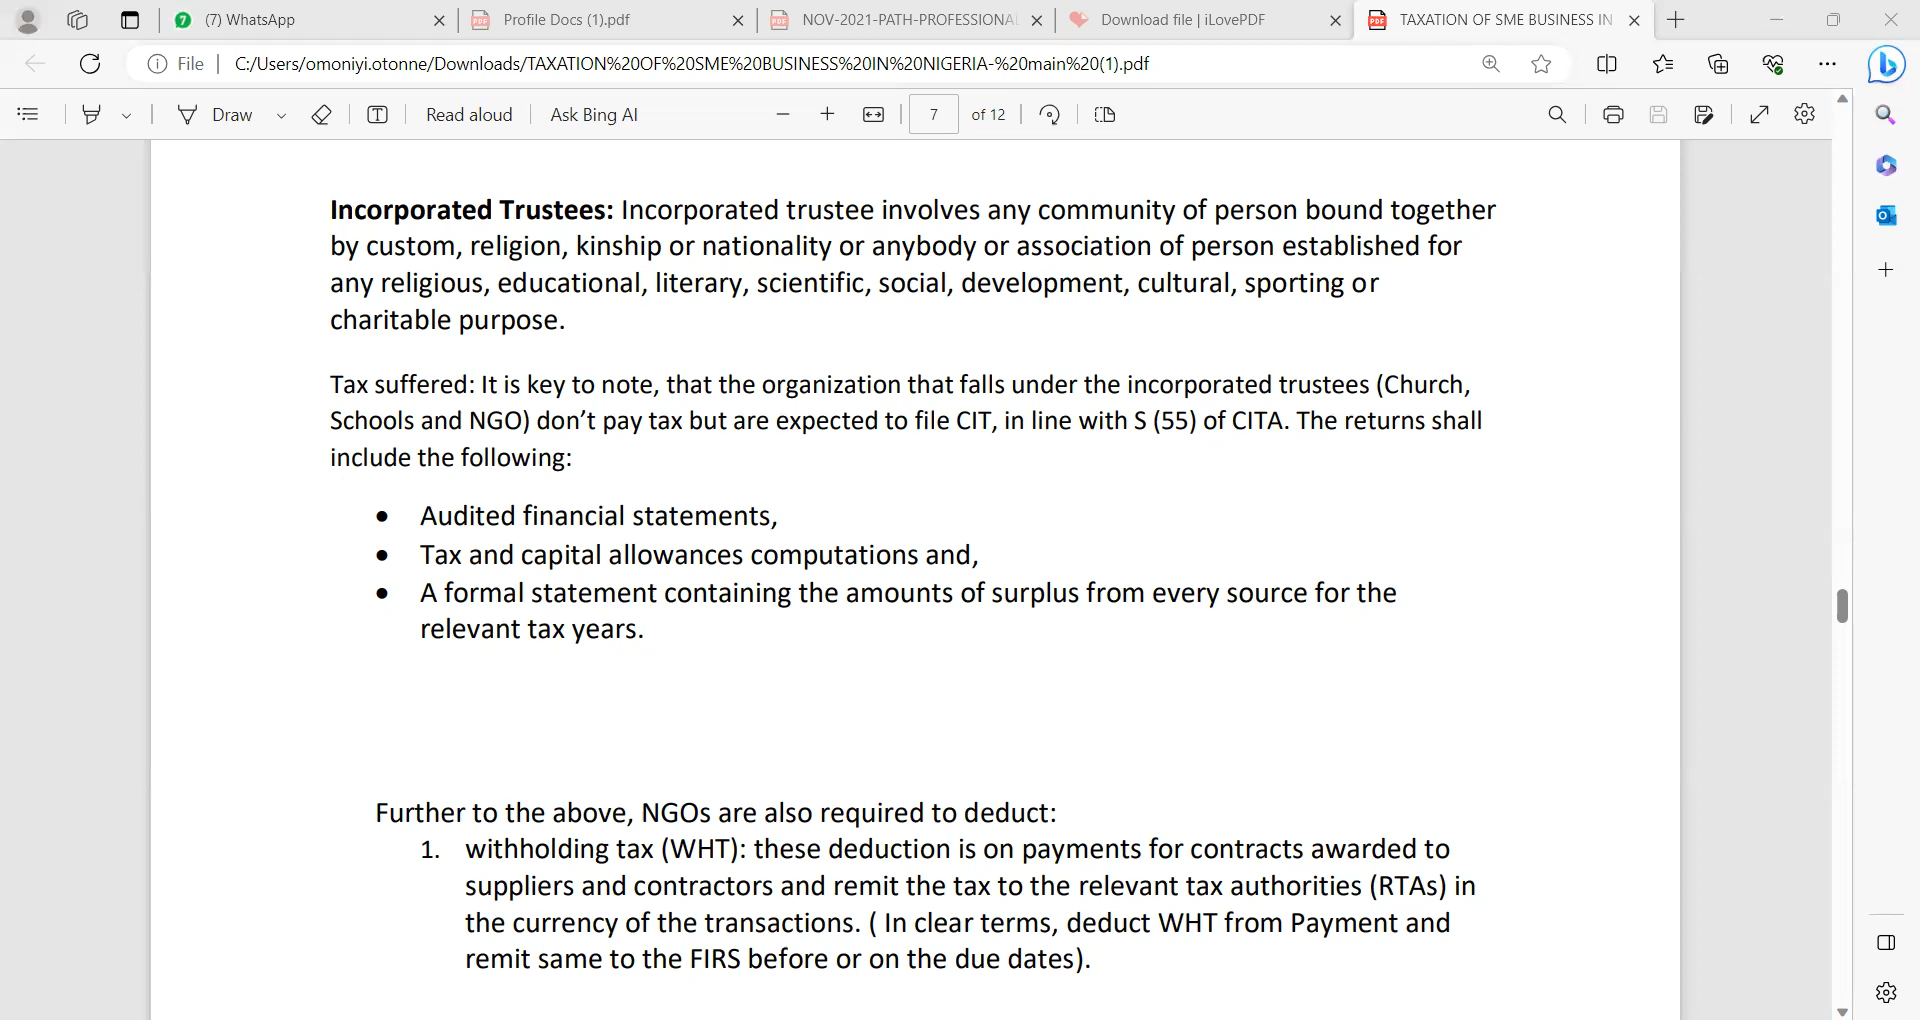 7
(7) WhatsApp
Profile Docs (1).pdf
NOV-2021-PATH-PROFESSIONAL
Download file | iLovePDF
TAXATION OF SME BUSINESS IN
File
C:/Users/omoniyi.otonne/Downloads/TAXATION%20OF%20SME%20BUSINESS%20IN%20NIGERIA-%20main%20(1).pdf
Draw
Read aloud
Ask Bing AI
7 of 12
Incorporated Trustees: Incorporated trustee involves any community of person bound together
by custom, religion, kinship or nationality or anybody or association of person established for
any religious, educational, literary, scientific, social, development, cultural, sporting or
charitable purpose.
Tax suffered: It is key to note, that the organization that falls under the incorporated trustees (Church,
Schools and NGO) don’t pay tax but are expected to file CIT, in line with S (55) of CITA. The returns shall
include the following:
• Audited financial statements,
• Tax and capital allowances computations and,
• A formal statement containing the amounts of surplus from every source for the
relevant tax years.
Further to the above, NGOs are also required to deduct:
1. withholding tax (WHT): these deduction is on payments for contracts awarded to
suppliers and contractors and remit the tax to the relevant tax authorities (RTAs) in
the currency of the transactions. ( In clear terms, deduct WHT from Payment and
remit same to the FIRS before or on the due dates).